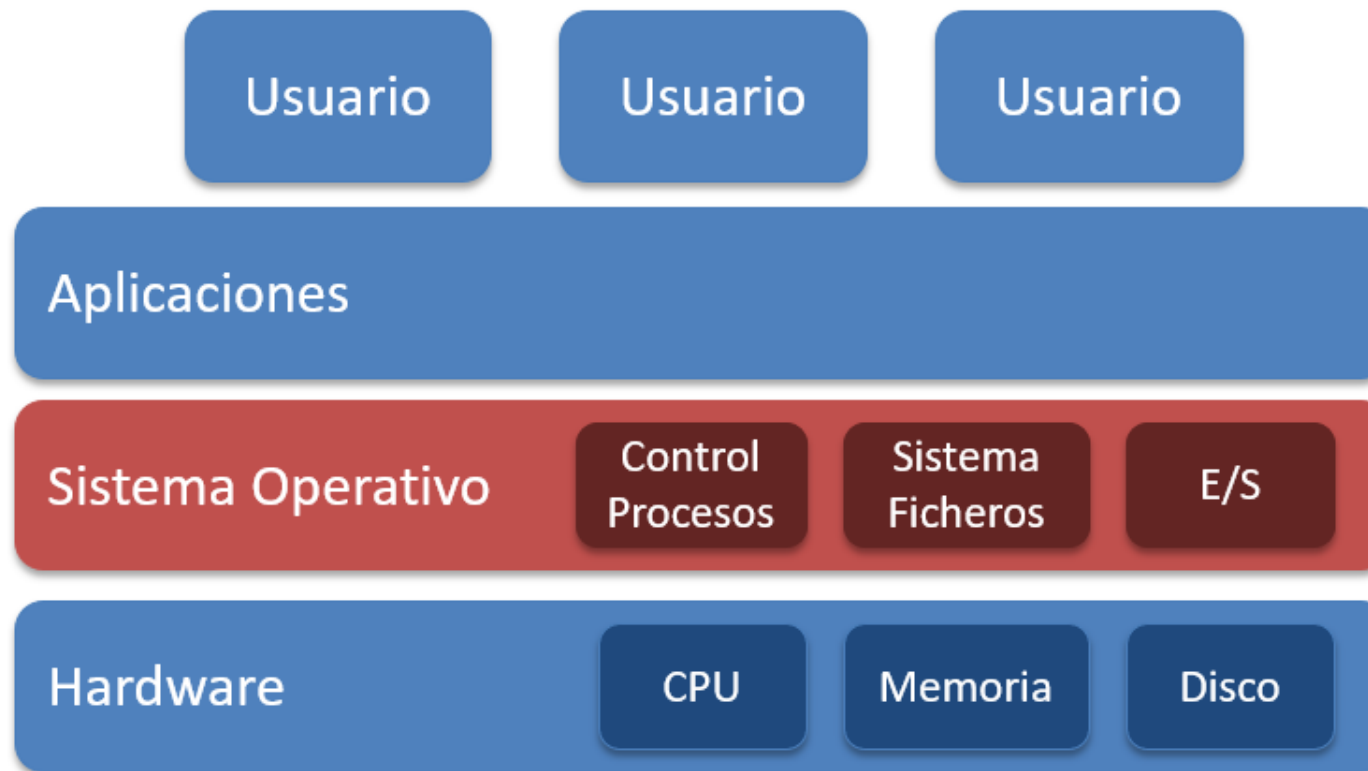 Usuario
Usuario
Usuario
Aplicaciones
Sistema Operativo
Control
Procesos
Sistema
Ficheros
E/S
Hardware
CPU
Memoria
Disco